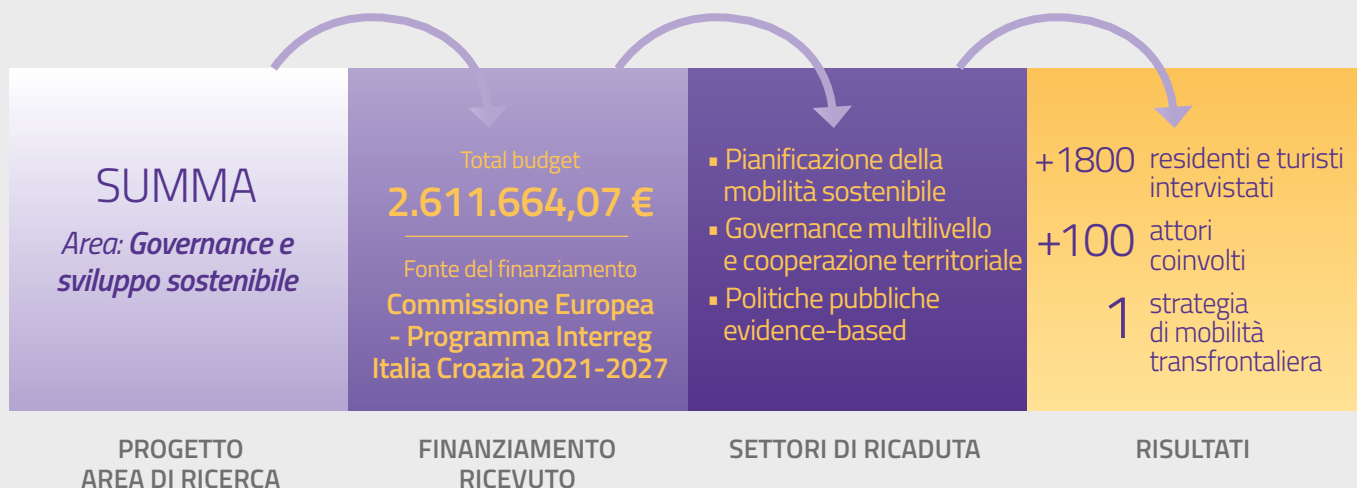 SUMMA
Area: Governance e
sviluppo sostenibile
Total budget
2.611.664,07 €
Fonte del finanziamento
Commissione Europea
- Programma Interreg
Italia Croazia 2021-2027
▪ Pianificazione della
mobilità sostenibile
▪ Governance multilivello
e cooperazione territoriale
▪ Politiche pubbliche
evidence-based
+1800 residenti e turisti
intervistati
+100 attori
coinvolti
1 strategia
di mobilità
transfrontaliera
PROGETTO
AREA DI RICERCA
FINANZIAMENTO
RICEVUTO
SETTORI DI RICADUTA
RISULTATI